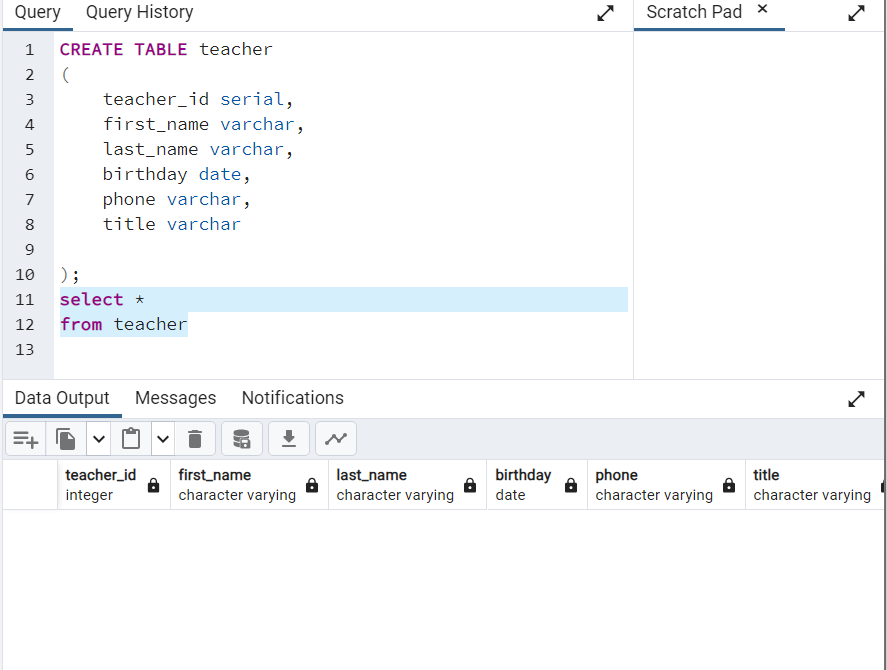 Query Query History Scratch Pad ×
1 CREATE TABLE teacher
2 (
3 teacher_id serial,
4 first_name varchar,
5 last_name varchar,
6 birthday date,
7 phone varchar,
8 title varchar
9
10 );
11 select *
12 from teacher
13
Data Output Messages Notifications
teacher_id first_name last_name birthday phone title
integer character varying character varying date character varying character varying